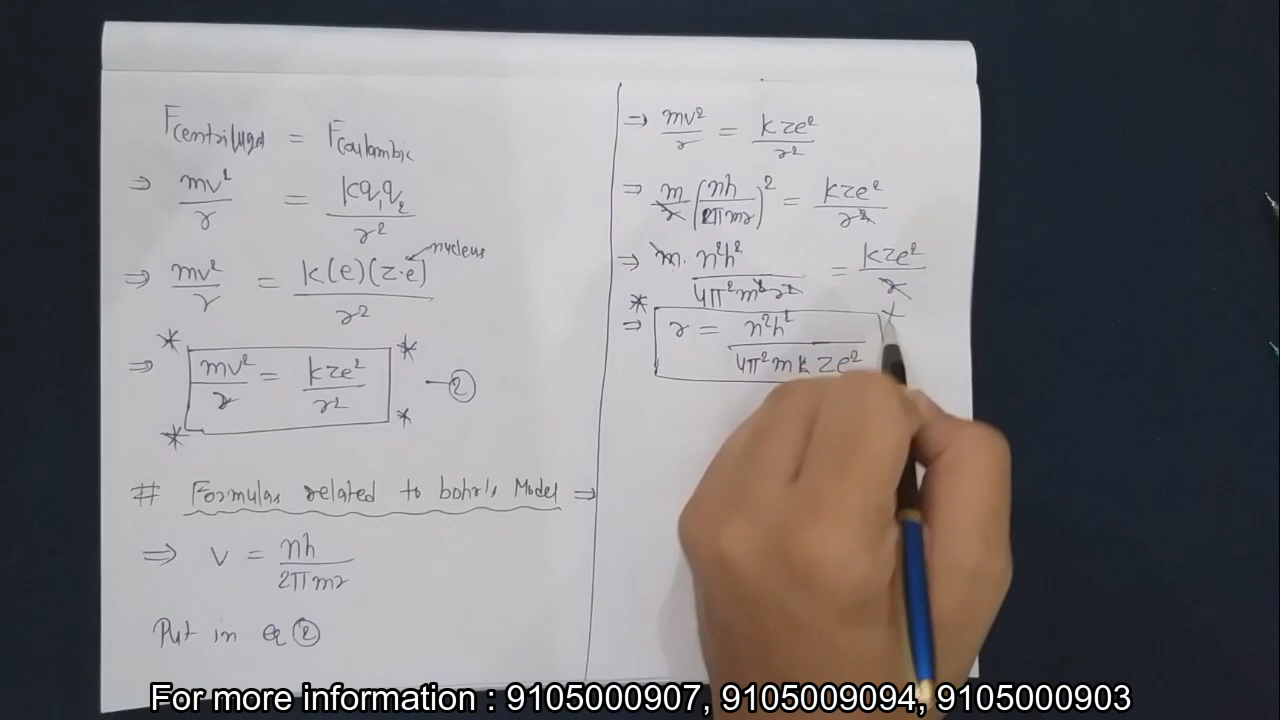 F centrifugal = F coulombic
⇒ mv²/r = kq₁q₂/r²
⇒ mv²/r = k(e)(z·e)/r² nucleus
⇒ mv²/r = kze²/r² —②
# Formulas related to bohr's Model ⇒
⇒ v = nh/2πmr
Put in eq ②
⇒ mv²/r = kze²/r²
⇒ m/r (nh/2πmr)² = kze²/r²
⇒ m. n²h²/4π²m²r² = kze²/r
⇒ r = n²h²/4π²mkze²
For more information : 9105000907, 9105009094, 9105000903